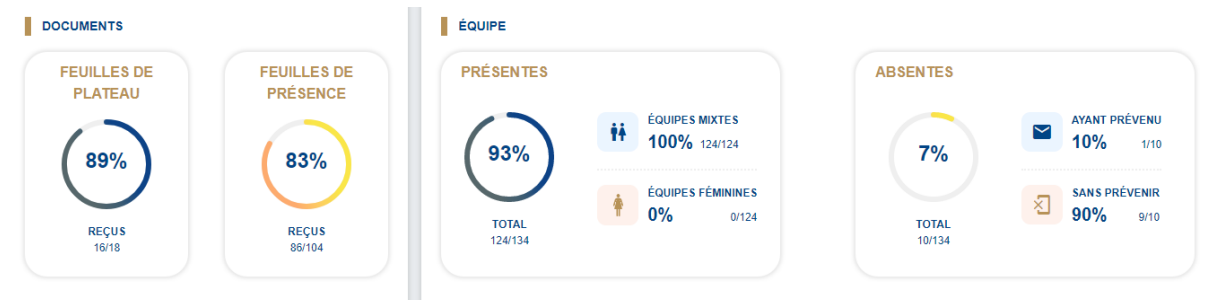 DOCUMENTS
FEUILLES DE
PLATEAU
89%
REÇUS
16/18
FEUILLES DE
PRÉSENCE
83%
REÇUS
86/104
ÉQUIPE
PRÉSENTES
93%
TOTAL
124/134
ÉQUIPES MIXTES
100% 124/124
ÉQUIPES FÉMININES
0% 0/124
ABSENTES
7%
TOTAL
10/134
AYANT PRÉVENU
10% 1/10
SANS PRÉVENIR
90% 9/10